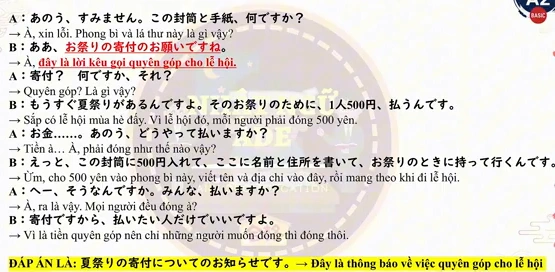 A2
BASIC
A：あのう、すみません。この封筒と手紙、何ですか？
→ À, xin lỗi. Phong bì và lá thư này là gì vậy?
B：ああ、お祭りの寄付のお願いですね。
→ À, đây là lời kêu gọi quyên góp cho lễ hội.
A：寄付？　何ですか、それ？
→ Quyên góp? Là gì vậy?
B：もうすぐ夏祭りがあるんですよ。そのお祭りのために、1人500円、払うんです。
→ Sắp có lễ hội mùa hè đấy. Vì lễ hội đó, mỗi người phải đóng 500 yên.
A：お金……。あのう、どうやって払いますか？
→ Tiền à… À, phải đóng như thế nào vậy?
B：えっと、この封筒に500円入れて、ここに名前と住所を書いて、お祭りのときに持って行くんです。
→ Ừm, cho 500 yên vào phong bì này, viết tên và địa chỉ vào đây, rồi mang theo khi đi lễ hội.
A：へー、そうなんですか。みんな、払いますか？
→ À, ra là vậy. Mọi người đều đóng à?
B：寄付ですから、払いたい人だけでいいですよ。
→ Vì là tiền quyên góp nên chỉ những người muốn đóng thì đóng thôi.
ĐÁP ÁN LÀ: 夏祭りの寄付についてのお知らせです。→ Đây là thông báo về việc quyên góp cho lễ hội